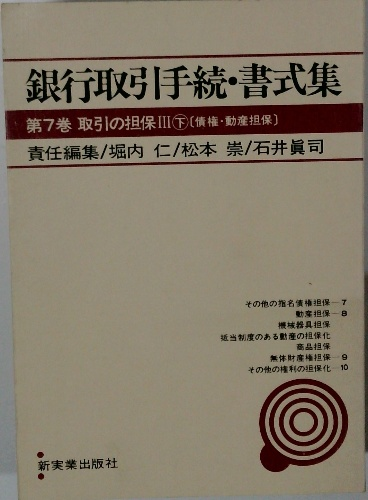 銀行取引手続・書式集
第7巻 取引の担保III㊦〔債権・動産担保〕
責任編集/堀内 仁/松本 崇/石井眞司
その他の指名債権担保—7
動産担保—8
機械器具担保
抵当制度のある動産の担保化
商品担保
無体財産権担保—9
その他の権利の担保化—10
新実業出版社